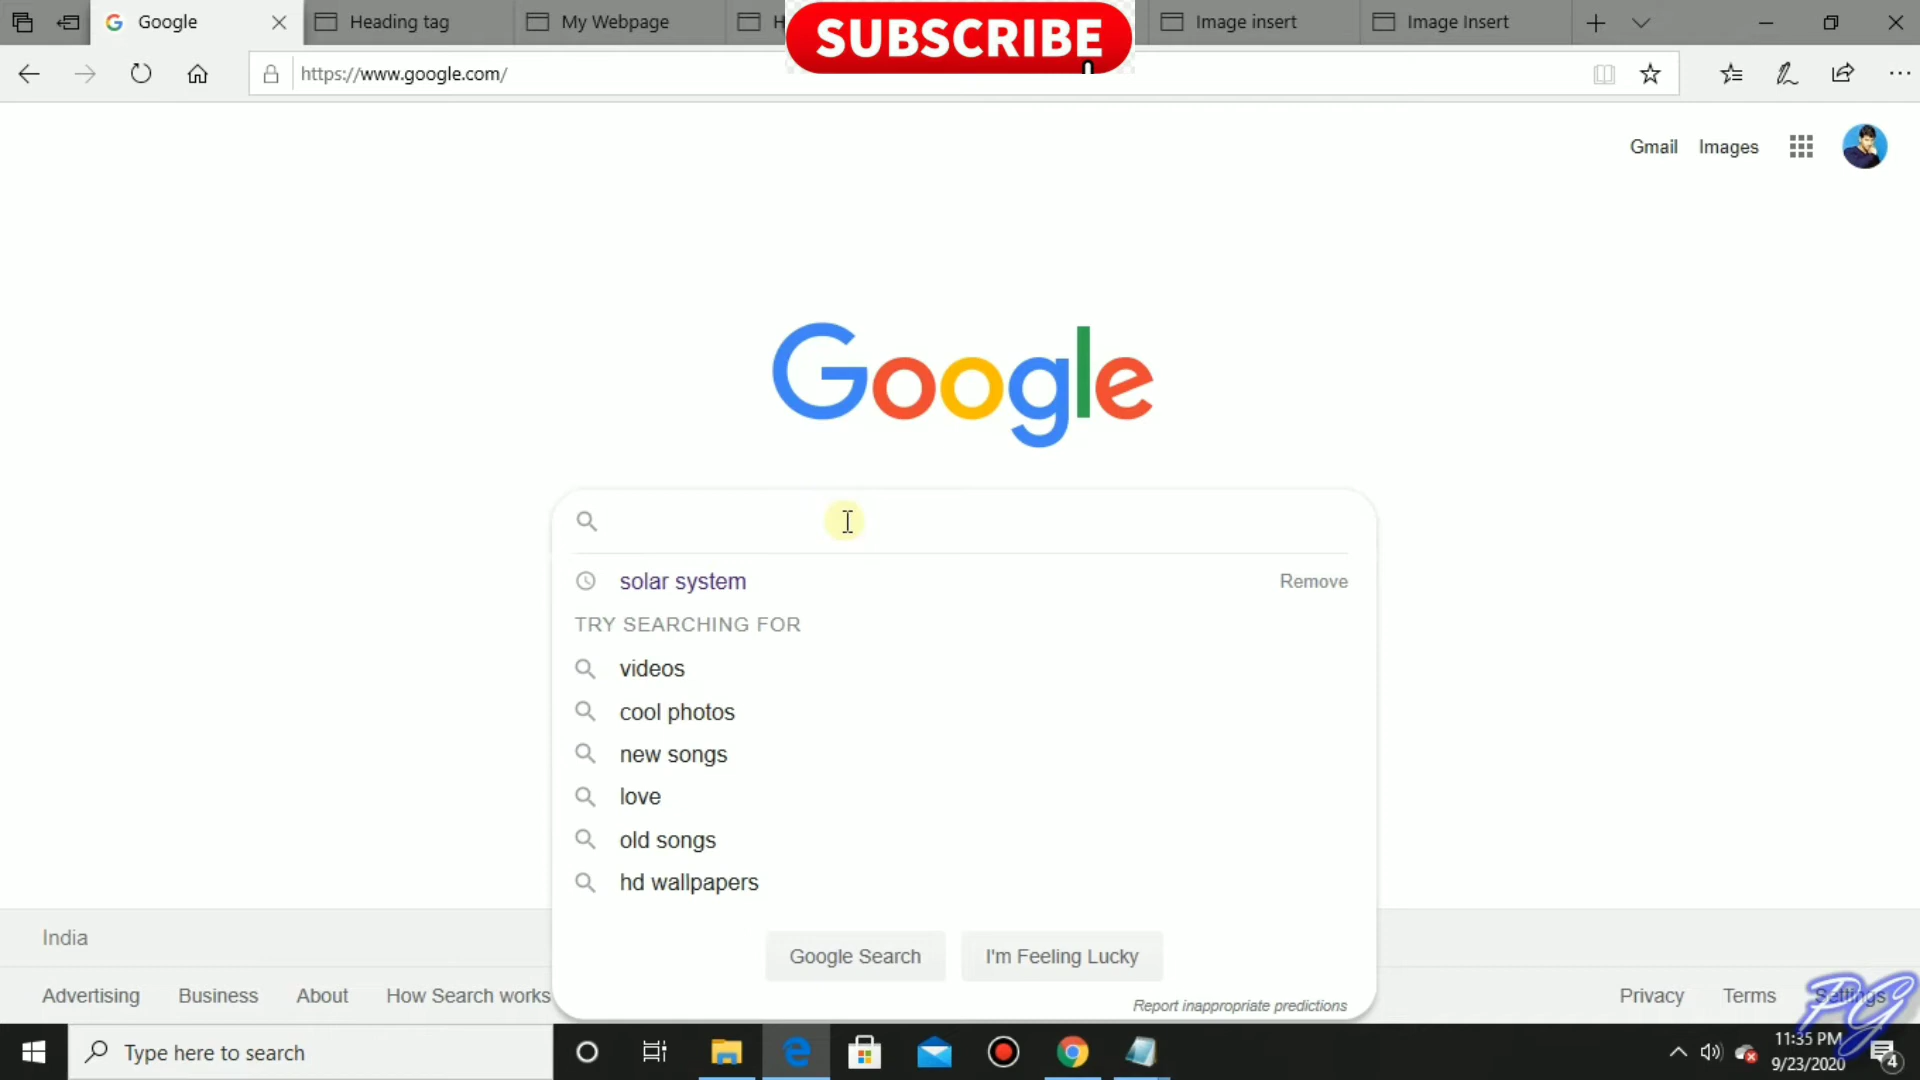 Google
Heading tag
My Webpage
H
SUBSCRIBE
Image insert
Image Insert
https://www.google.com/
Gmail
Images
Google
solar system
Remove
TRY SEARCHING FOR
videos
cool photos
new songs
love
old songs
hd wallpapers
Google Search
I'm Feeling Lucky
Report inappropriate predictions
India
Advertising
Business
About
How Search works
Privacy
Terms
Settings
PG
Type here to search
11:35 PM
9/23/2020
4